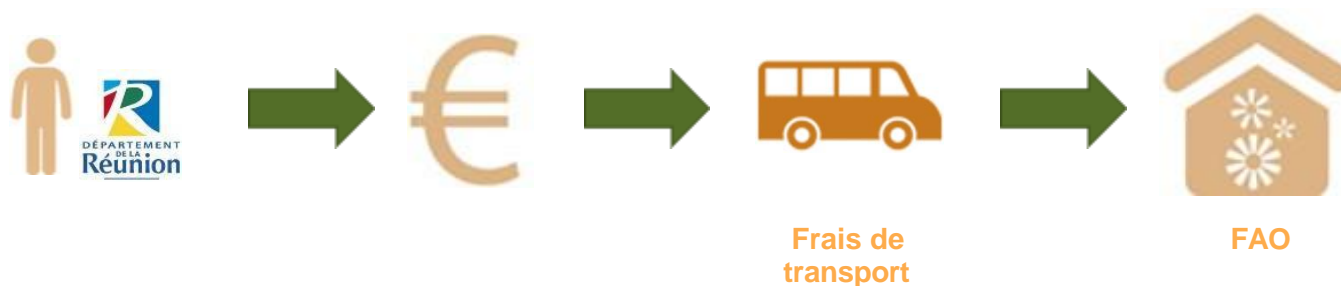 DÉPARTEMENT
DE LA
Réunion
€
Frais de
transport
FAO